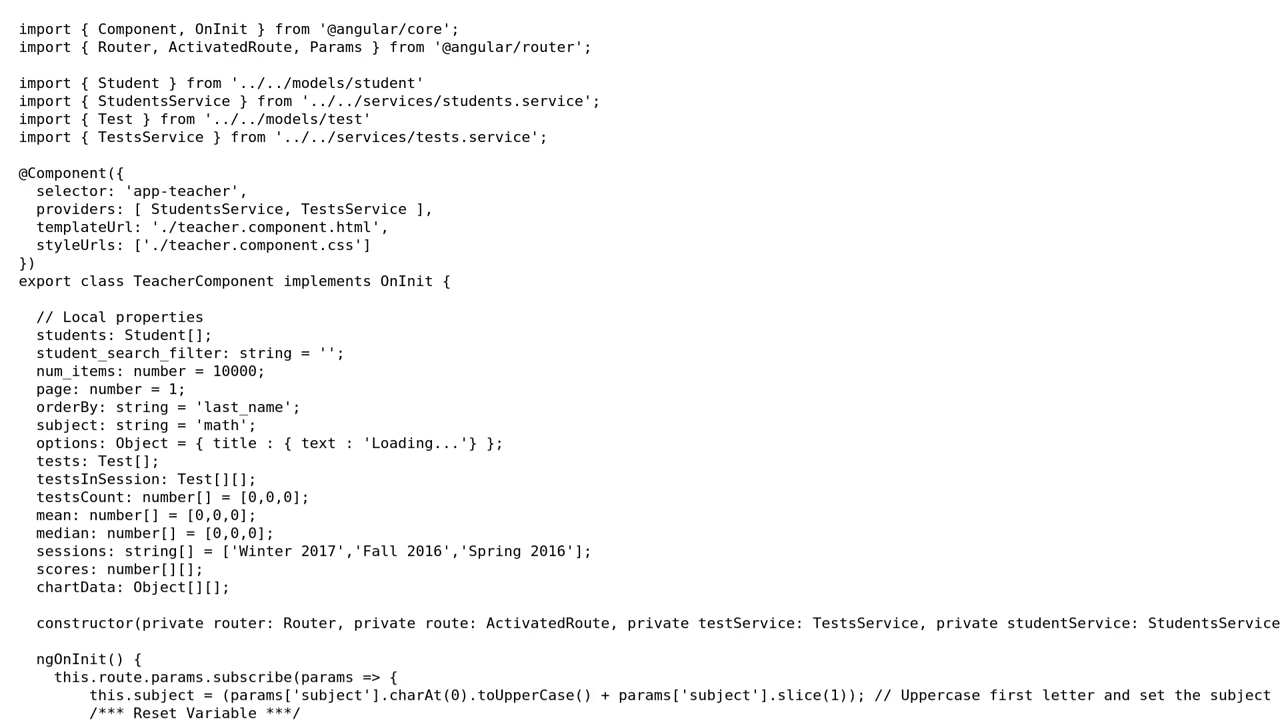 import { Component, OnInit } from '@angular/core';
import { Router, ActivatedRoute, Params } from '@angular/router';

import { Student } from '../../models/student'
import { StudentsService } from '../../services/students.service';
import { Test } from '../../models/test'
import { TestsService } from '../../services/tests.service';

@Component({
  selector: 'app-teacher',
  providers: [ StudentsService, TestsService ],
  templateUrl: './teacher.component.html',
  styleUrls: ['./teacher.component.css']
})
export class TeacherComponent implements OnInit {

  // Local properties
  students: Student[];
  student_search_filter: string = '';
  num_items: number = 10000;
  page: number = 1;
  orderBy: string = 'last_name';
  subject: string = 'math';
  options: Object = { title : { text : 'Loading...'} };
  tests: Test[];
  testsInSession: Test[][];
  testsCount: number[] = [0,0,0];
  mean: number[] = [0,0,0];
  median: number[] = [0,0,0];
  sessions: string[] = ['Winter 2017','Fall 2016','Spring 2016'];
  scores: number[][];
  chartData: Object[][];

  constructor(private router: Router, private route: ActivatedRoute, private testService: TestsService, private studentService: StudentsService

  ngOnInit() {
    this.route.params.subscribe(params => {
        this.subject = (params['subject'].charAt(0).toUpperCase() + params['subject'].slice(1)); // Uppercase first letter and set the subject
        /*** Reset Variable ***/